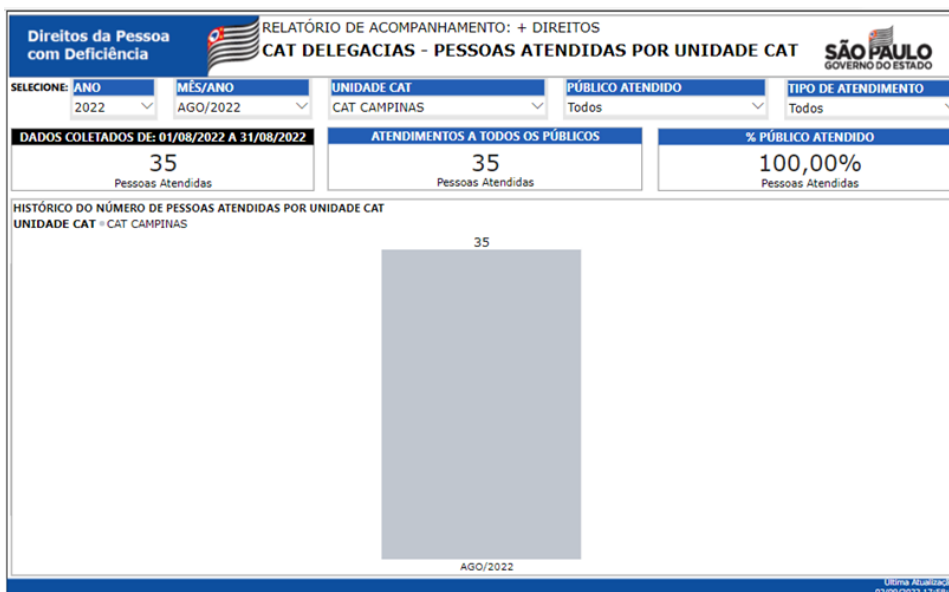 Direitos da Pessoa
com Deficiência
RELATÓRIO DE ACOMPANHAMENTO: + DIREITOS
CAT DELEGACIAS - PESSOAS ATENDIDAS POR UNIDADE CAT
SÃO PAULO
GOVERNO DO ESTADO
SELECIONE: ANO MÊS/ANO UNIDADE CAT PÚBLICO ATENDIDO TIPO DE ATENDIMENTO
2022 AGO/2022 CAT CAMPINAS Todos Todos
DADOS COLETADOS DE: 01/08/2022 A 31/08/2022 ATENDIMENTOS A TODOS OS PÚBLICOS % PÚBLICO ATENDIDO
35 35 100,00%
Pessoas Atendidas Pessoas Atendidas Pessoas Atendidas
HISTÓRICO DO NÚMERO DE PESSOAS ATENDIDAS POR UNIDADE CAT
UNIDADE CAT CAT CAMPINAS
35
AGO/2022
Última Atualizaçã